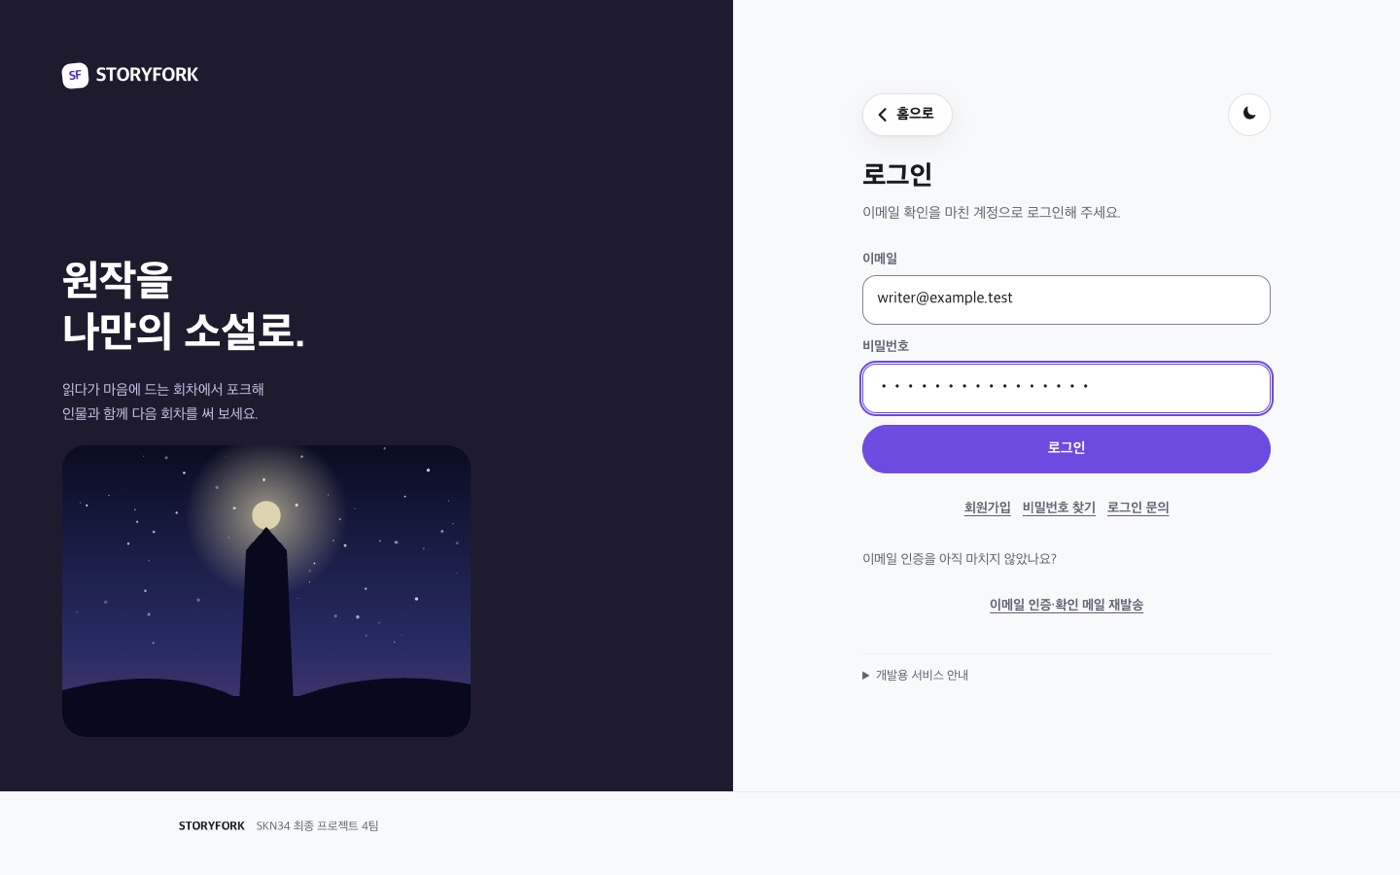 SF STORYFORK
원작을
나만의 소설로.
읽다가 마음에 드는 회차에서 포크해
인물과 함께 다음 회차를 써 보세요.
홈으로
로그인
이메일 확인을 마친 계정으로 로그인해 주세요.
이메일
writer@example.test
비밀번호
••••••••••••••••
로그인
회원가입 비밀번호 찾기 로그인 문의
이메일 인증을 아직 마치지 않았나요?
이메일 인증·확인 메일 재발송
▶ 개발용 서비스 안내
STORYFORK SKN34 최종 프로젝트 4팀